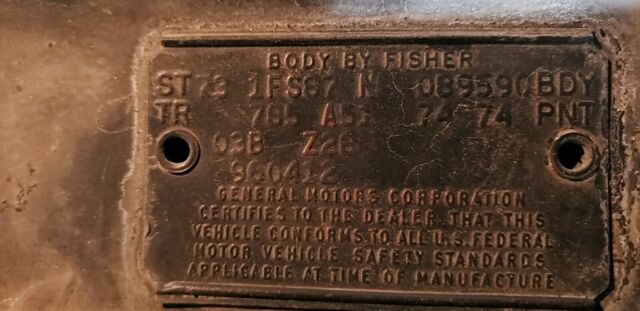 BODY BY FISHER
ST 73 1FS87 N 089590 BDY
TR 785 A51 74 74 PNT
03B Z28
960412
GENERAL MOTORS CORPORATION
CERTIFIES TO THE DEALER THAT THIS
VEHICLE CONFORMS TO ALL U.S. FEDERAL
MOTOR VEHICLE SAFETY STANDARDS
APPLICABLE AT TIME OF MANUFACTURE